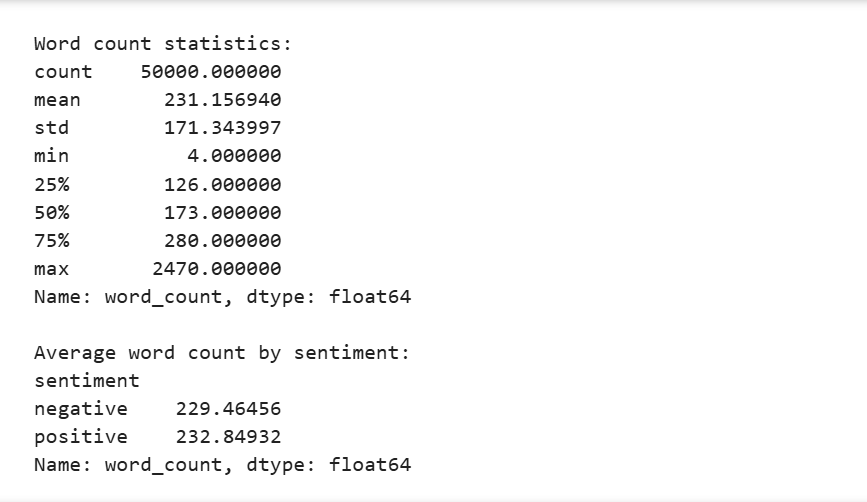 Word count statistics:
count    50000.000000
mean       231.156940
std        171.343997
min          4.000000
25%        126.000000
50%        173.000000
75%        280.000000
max       2470.000000
Name: word_count, dtype: float64

Average word count by sentiment:
sentiment
negative    229.46456
positive    232.84932
Name: word_count, dtype: float64